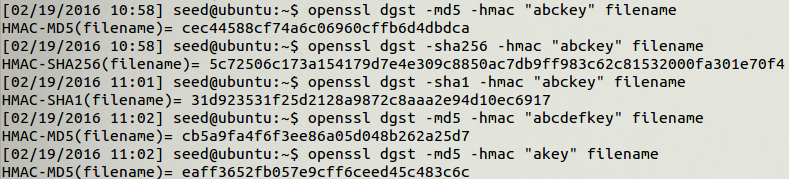 [02/19/2016 10:58] seed@ubuntu:~$ openssl dgst -md5 -hmac "abckey" filename
HMAC-MD5(filename)= cec44588cf74a6c06960cffb6d4dbdca
[02/19/2016 10:58] seed@ubuntu:~$ openssl dgst -sha256 -hmac "abckey" filename
HMAC-SHA256(filename)= 5c72506c173a154179d7e4e309c8850ac7db9ff983c62c81532000fa301e70f4
[02/19/2016 11:01] seed@ubuntu:~$ openssl dgst -sha1 -hmac "abckey" filename
HMAC-SHA1(filename)= 31d923531f25d2128a9872c8aaa2e94d10ec6917
[02/19/2016 11:02] seed@ubuntu:~$ openssl dgst -md5 -hmac "abcdefkey" filename
HMAC-MD5(filename)= cb5a9fa4f6f3ee86a05d048b262a25d7
[02/19/2016 11:02] seed@ubuntu:~$ openssl dgst -md5 -hmac "akey" filename
HMAC-MD5(filename)= eaff3652fb057e9cff6ceed45c483c6c